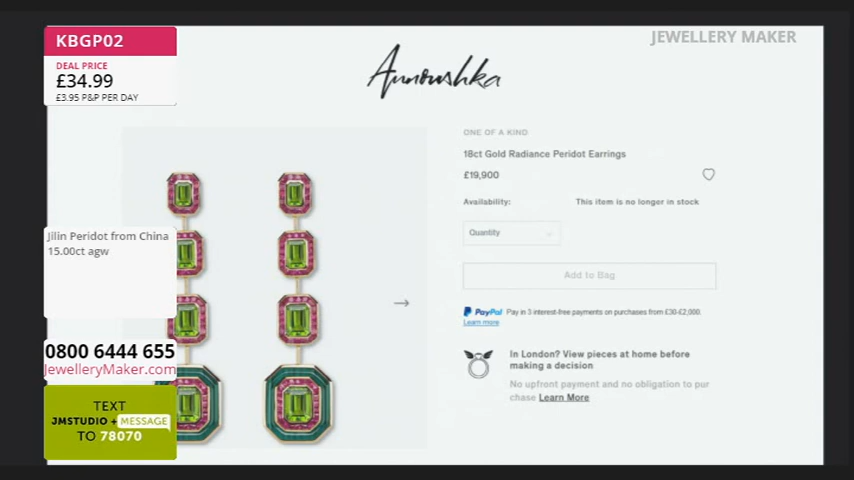 KBGP02
DEAL PRICE
£34.99
£3.95 P&P PER DAY
JEWELLERY MAKER
Annoushka
ONE OF A KIND
18ct Gold Radiance Peridot Earrings
£19,900
Availability: This item is no longer in stock
Quantity
Add to Bag
PayPal Pay in 3 interest-free payments on purchases from £30-£2,000.
Learn more
In London? View pieces at home before
making a decision
No upfront payment and no obligation to pur
chase Learn More
Jilin Peridot from China
15.00ct agw
0800 6444 655
JewelleryMaker.com
TEXT
JMSTUDIO + MESSAGE
TO 78070